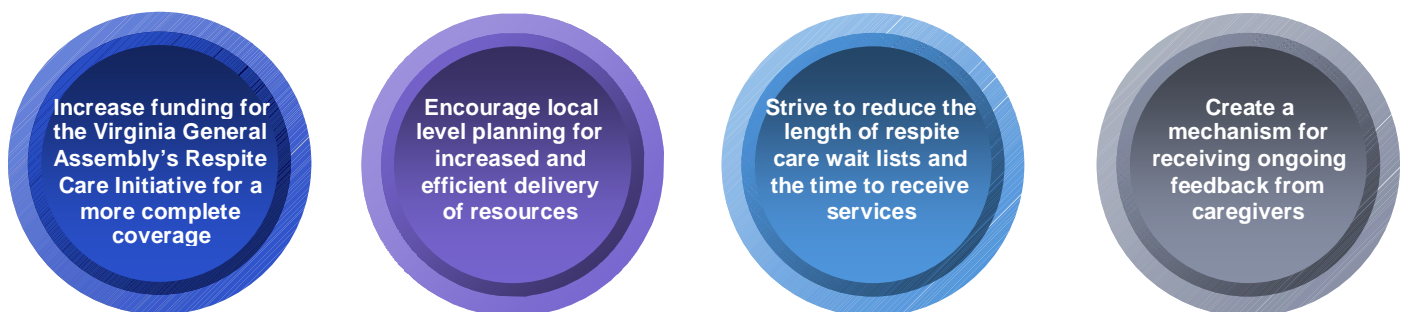 Increase funding for
the Virginia General
Assembly's Respite
Care Initiative for a
more complete
coverage
Encourage local
level planning for
increased and
efficient delivery
of resources
Strive to reduce the
length of respite
care wait lists and
the time to receive
services
Create a
mechanism for
receiving ongoing
feedback from
caregivers